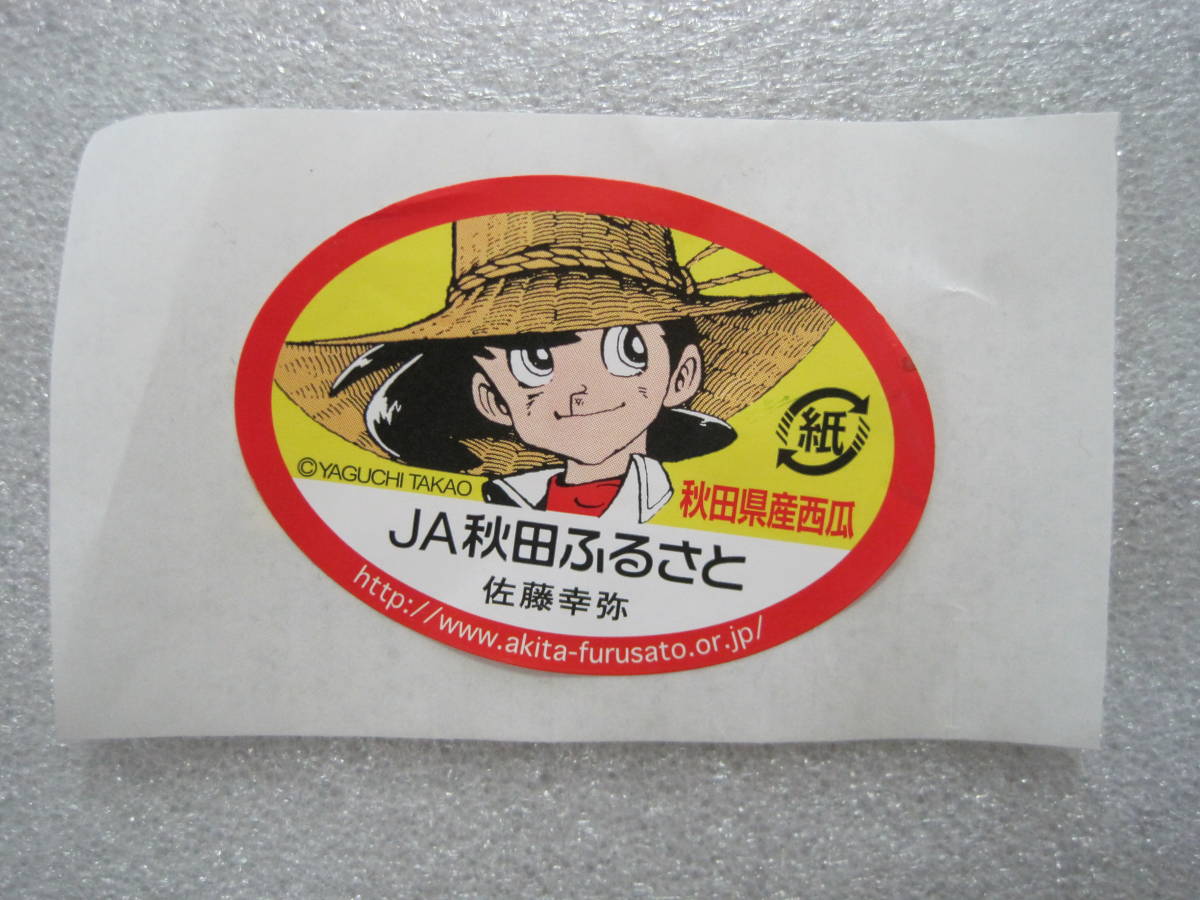 紙
©YAGUCHI TAKAO
秋田県産西瓜
JA秋田ふるさと
佐藤幸弥
http://www.akita-furusato.or.jp/